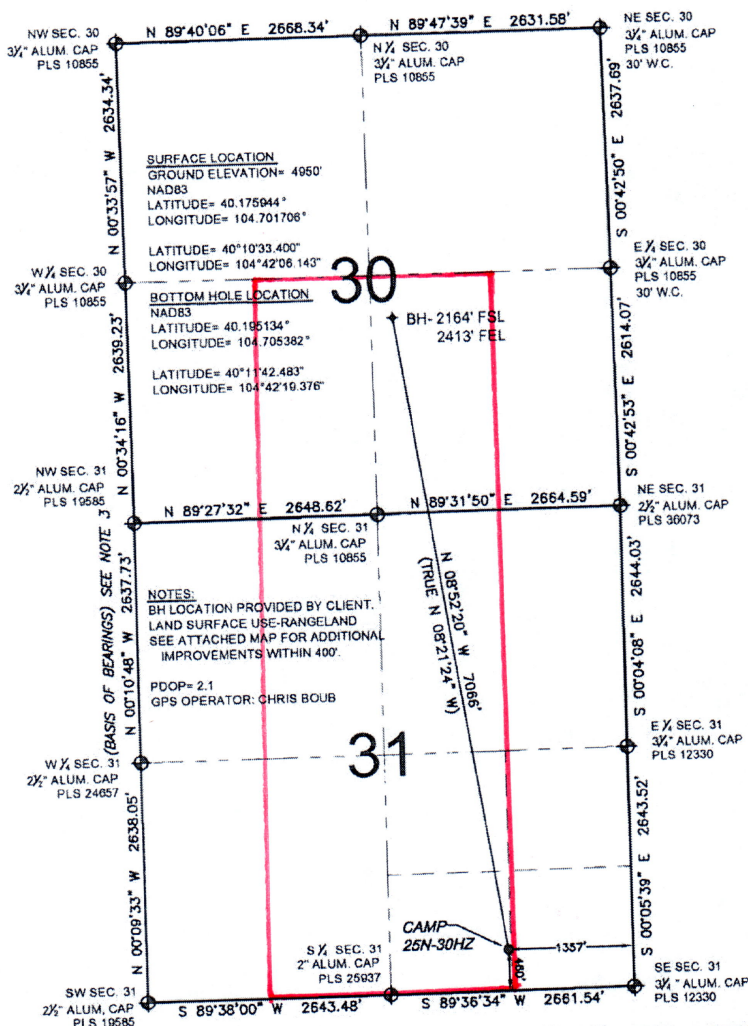 NW SEC. 30
3¼" ALUM. CAP
PLS 10855
N 89°40'06" E 2668.34'
N ¼ SEC. 30
3¼" ALUM. CAP
PLS 10855
N 89°47'39" E 2631.58'
NE SEC. 30
3¼" ALUM. CAP
PLS 10855
30' W.C.
N 00°33'57" W 2634.34'
S 00°42'50" E 2637.69'
SURFACE LOCATION
GROUND ELEVATION= 4950'
NAD83
LATITUDE= 40.175944°
LONGITUDE= 104.701706°
LATITUDE= 40°10'33.400"
LONGITUDE= 104°42'06.143"
W ¼ SEC. 30
3¼" ALUM. CAP
PLS 10855
30
E ¼ SEC. 30
3¼" ALUM. CAP
PLS 10855
30' W.C.
BOTTOM HOLE LOCATION
NAD83
LATITUDE= 40.195134°
LONGITUDE= 104.705382°
LATITUDE= 40°11'42.483"
LONGITUDE= 104°42'19.376"
BH- 2164' FSL
2413' FEL
N 00°34'16" W 2639.23'
S 00°42'53" E 2614.07'
NW SEC. 31
2½" ALUM. CAP
PLS 19585
N 89°27'32" E 2648.62'
N ¼ SEC. 31
3¼" ALUM. CAP
PLS 10855
N 89°31'50" E 2664.59'
NE SEC. 31
2½" ALUM. CAP
PLS 36073
(BASIS OF BEARINGS) SEE NOTE 3
N 00°10'48" W 2637.73'
N 08°52'20" W 7066'
(TRUE N 08°21'24" W)
S 00°04'08" E 2644.03'
NOTES:
BH LOCATION PROVIDED BY CLIENT.
LAND SURFACE USE-RANGELAND
SEE ATTACHED MAP FOR ADDITIONAL
IMPROVEMENTS WITHIN 400'.
PDOP= 2.1
GPS OPERATOR: CHRIS BOUB
W ¼ SEC. 31
2½" ALUM. CAP
PLS 24657
31
E ¼ SEC. 31
3¼" ALUM. CAP
PLS 12330
N 00°09'33" W 2638.05'
S 00°05'39" E 2643.52'
CAMP
25N-30HZ
1357'
460'
SW SEC. 31
2½" ALUM. CAP
PLS 19585
S 89°38'00" W 2643.48'
S ¼ SEC. 31
2" ALUM. CAP
PLS 25937
S 89°36'34" W 2661.54'
SE SEC. 31
3¼" ALUM. CAP
PLS 12330